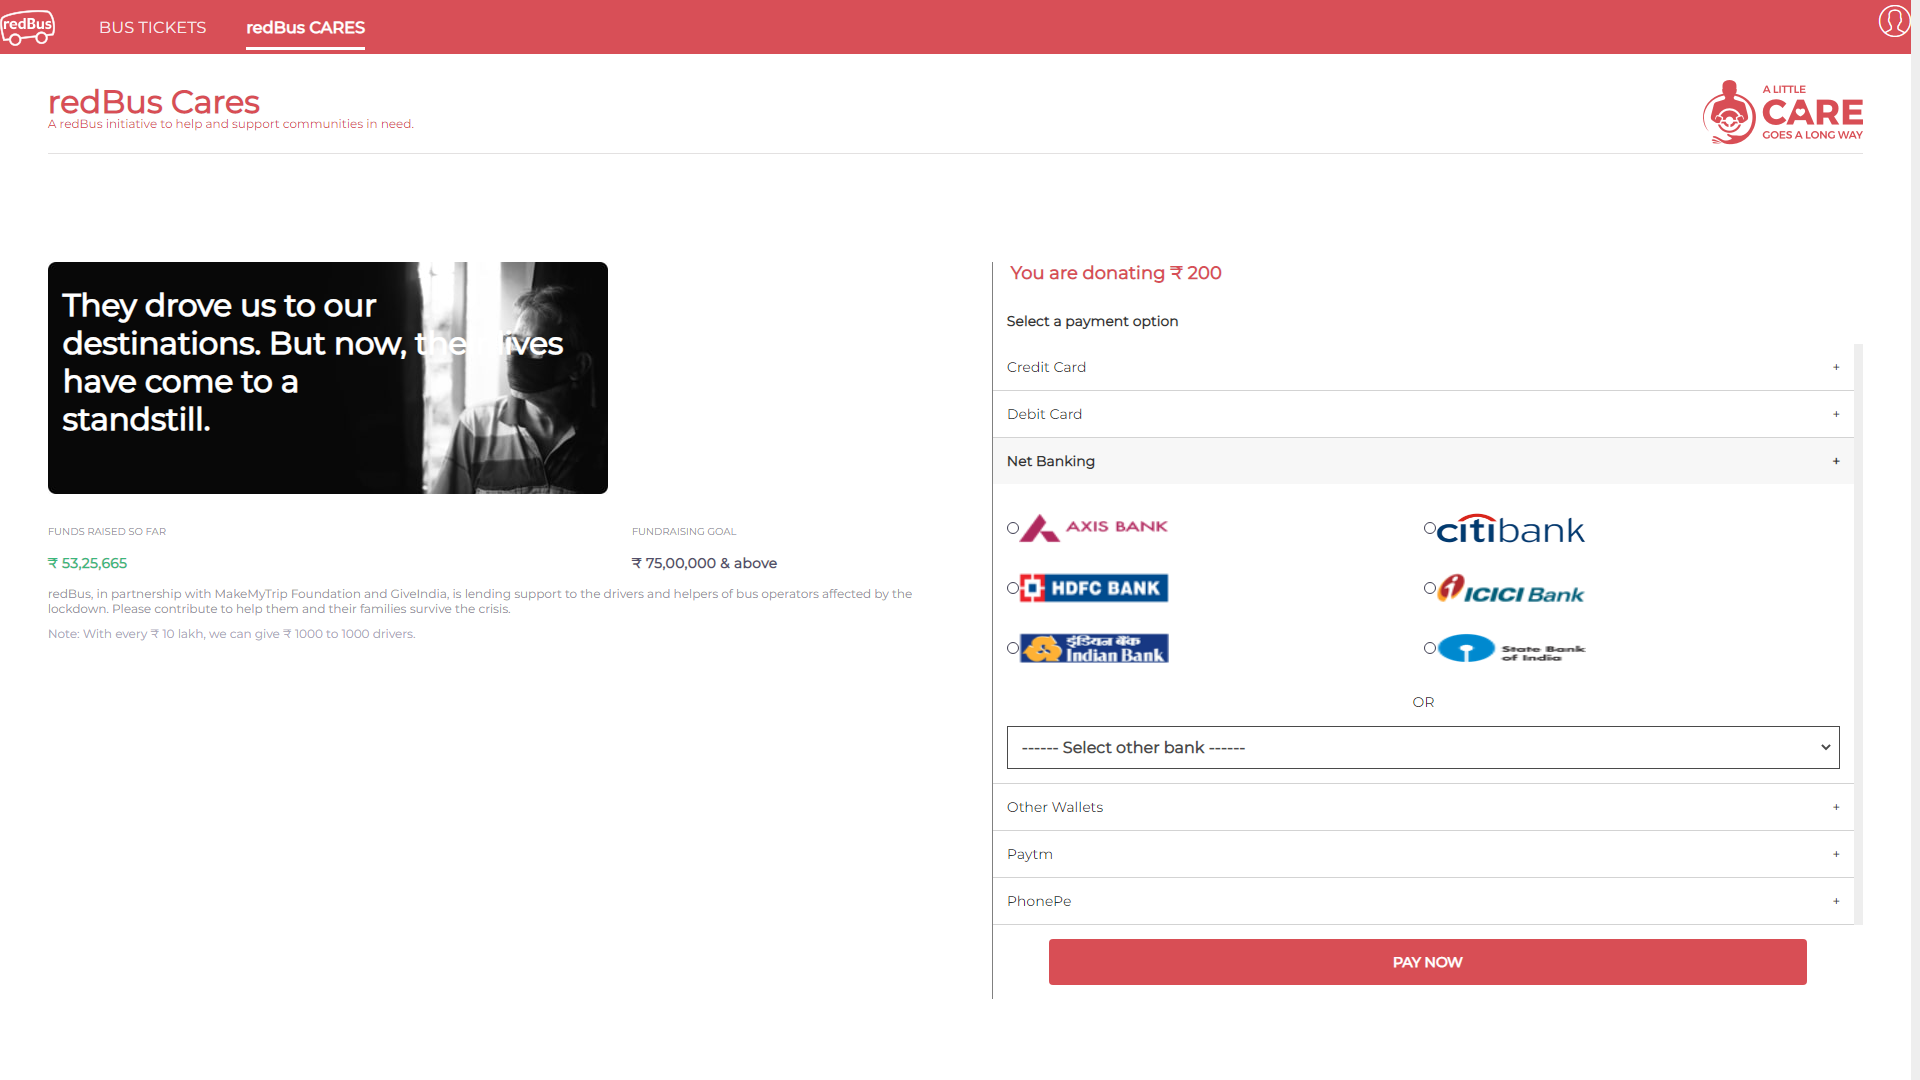 redBus
BUS TICKETS
redBus CARES
redBus Cares
A redBus initiative to help and support communities in need.
A LITTLE
CARE
GOES A LONG WAY
They drove us to our
destinations. But now, their lives
have come to a
standstill.
FUNDS RAISED SO FAR
₹ 53,25,665
FUNDRAISING GOAL
₹ 75,00,000 & above
redBus, in partnership with MakeMyTrip Foundation and GiveIndia, is lending support to the drivers and helpers of bus operators affected by the
lockdown. Please contribute to help them and their families survive the crisis.
Note: With every ₹ 10 lakh, we can give ₹ 1000 to 1000 drivers.
You are donating ₹ 200
Select a payment option
Credit Card +
Debit Card +
Net Banking +
AXIS BANK
citibank
HDFC BANK
ICICI Bank
इंडियन बैंक
Indian Bank
State Bank
of India
OR
------ Select other bank ------
Other Wallets +
Paytm +
PhonePe +
PAY NOW